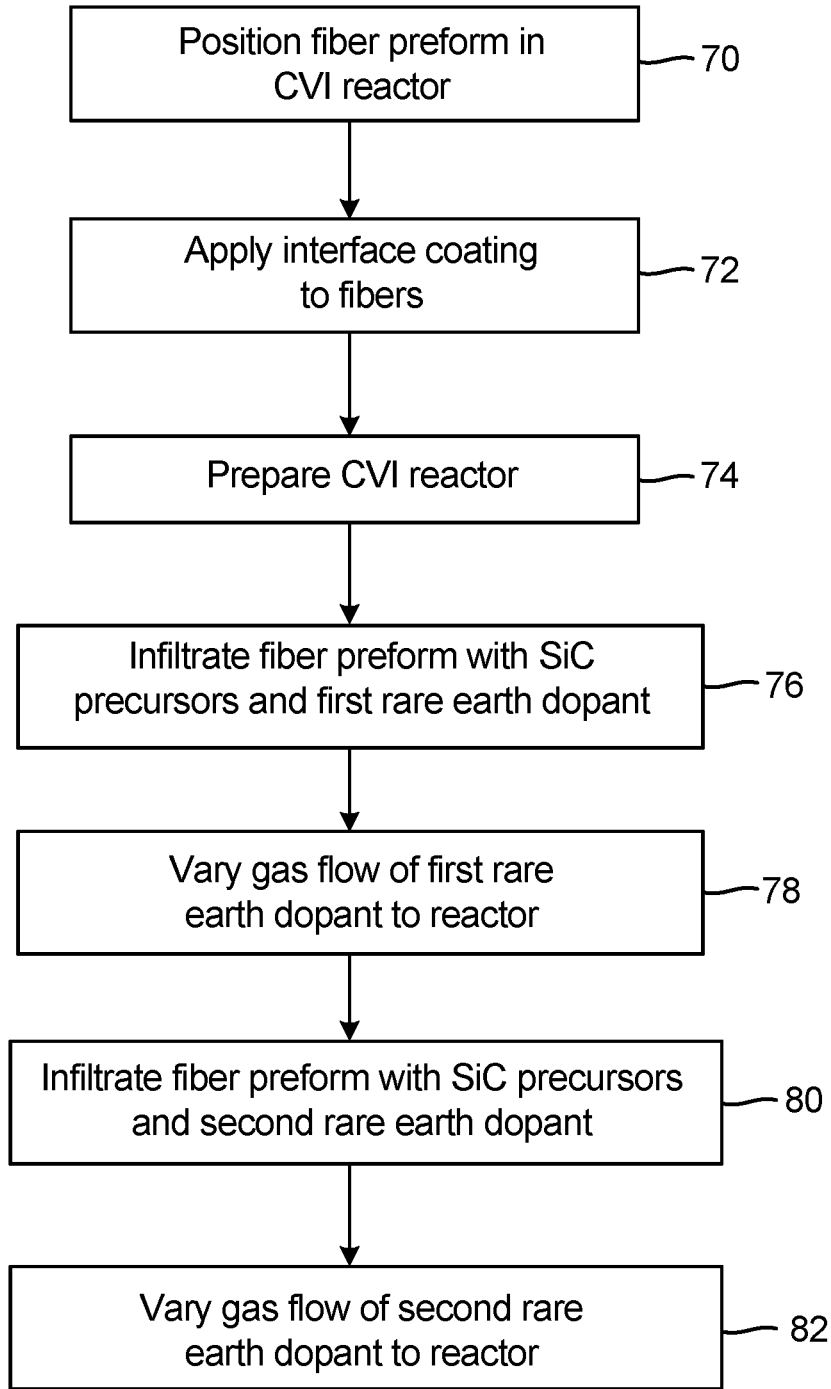 Position fiber preform in
CVI reactor
70
Apply interface coating
to fibers
72
Prepare CVI reactor
74
Infiltrate fiber preform with SiC
precursors and first rare earth dopant
76
Vary gas flow of first rare
earth dopant to reactor
78
Infiltrate fiber preform with SiC precursors
and second rare earth dopant
80
Vary gas flow of second rare
earth dopant to reactor
82